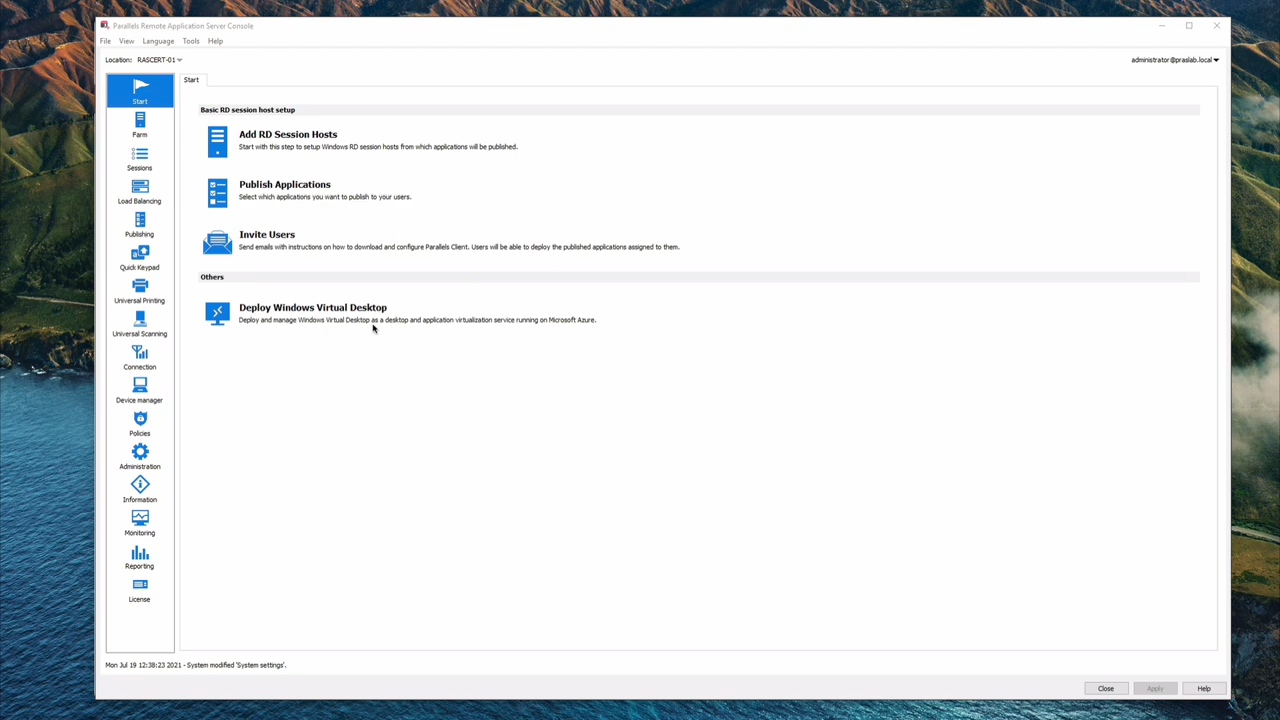 Parallels Remote Application Server Console
File View Language Tools Help
Location: RASCERT-01
administrator@praslab.local
Start
Start
Farm
Sessions
Load Balancing
Publishing
Quick Keypad
Universal Printing
Universal Scanning
Connection
Device manager
Policies
Administration
Information
Monitoring
Reporting
License
Basic RD session host setup
Add RD Session Hosts
Start with this step to setup Windows RD session hosts from which applications will be published.
Publish Applications
Select which applications you want to publish to your users.
Invite Users
Send emails with instructions on how to download and configure Parallels Client. Users will be able to deploy the published applications assigned to them.
Others
Deploy Windows Virtual Desktop
Deploy and manage Windows Virtual Desktop as a desktop and application virtualization service running on Microsoft Azure.
Mon Jul 19 12:38:23 2021 - System modified 'System settings'.
Close Apply Help